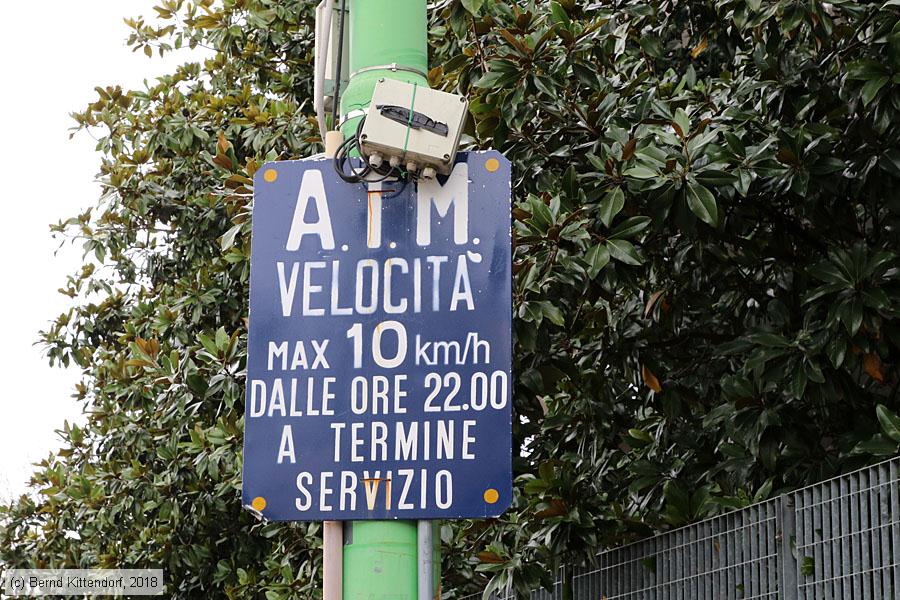 A.T.M.
VELOCITÀ
MAX 10 km/h
DALLE ORE 22.00
A TERMINE
SERVIZIO
(c) Bernd Kittendorf, 2018